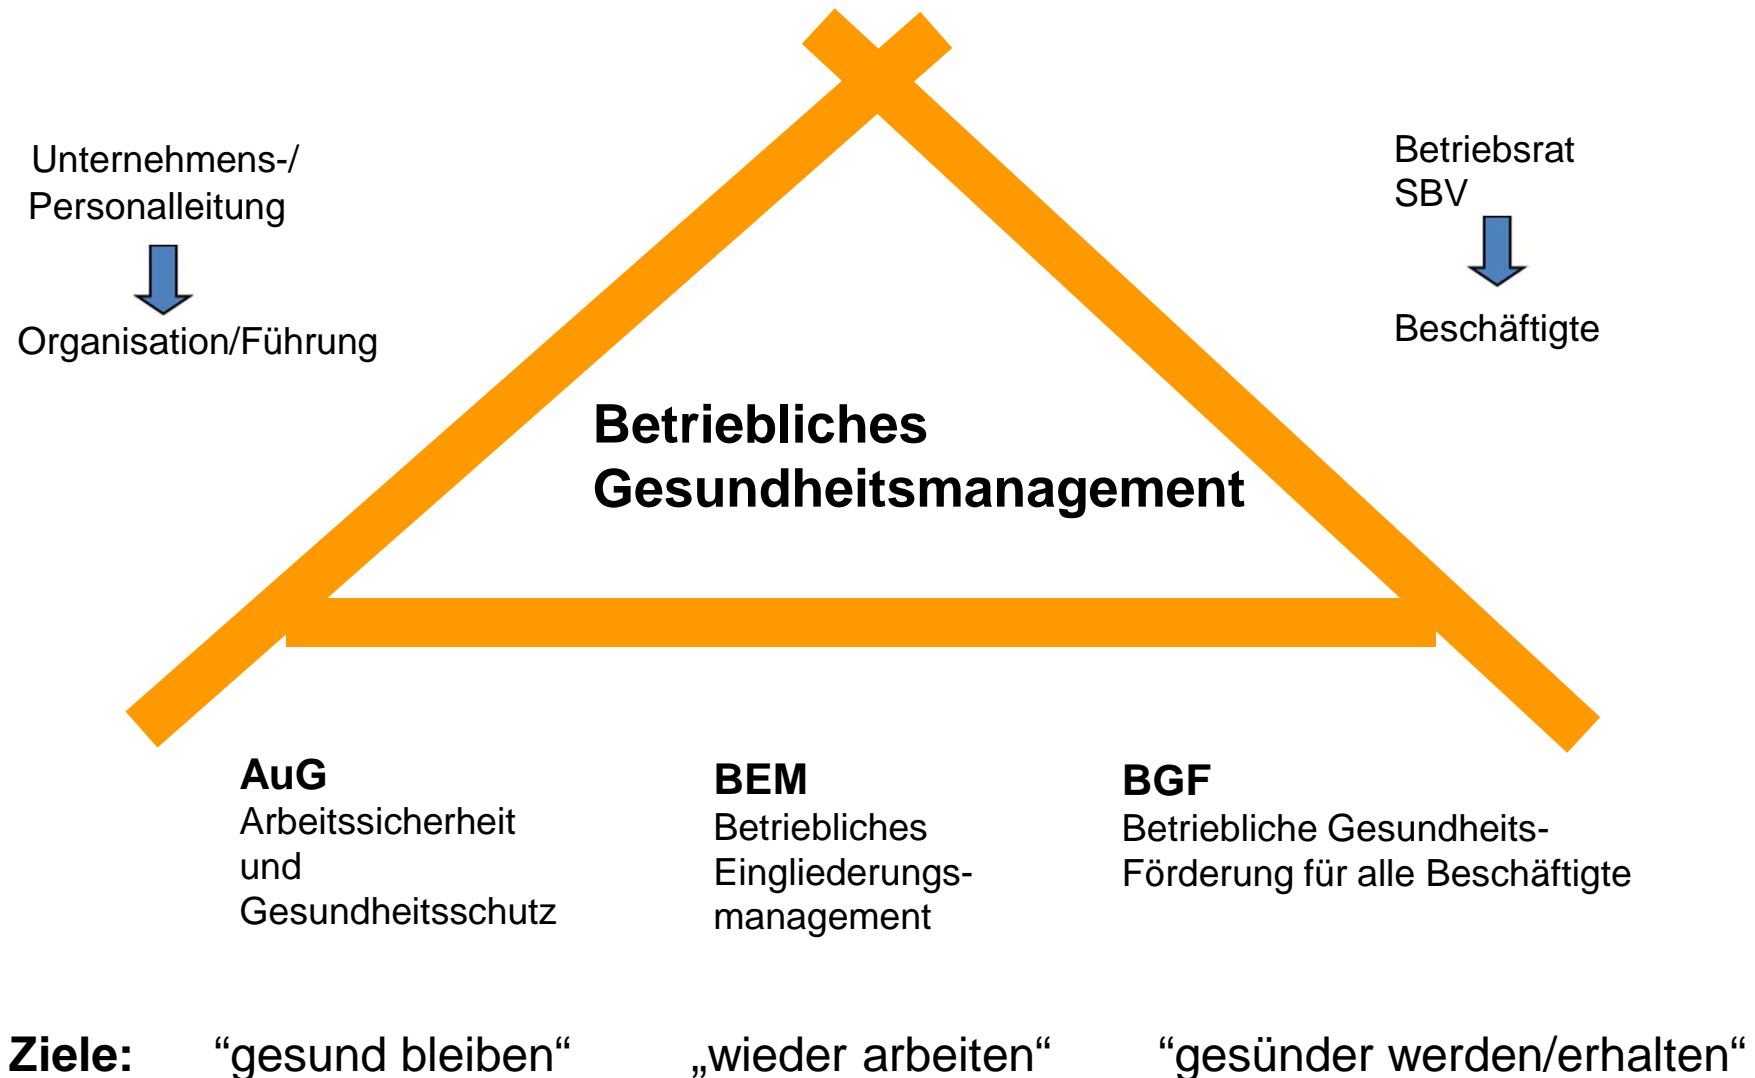 Unternehmens-/
Personalleitung
Organisation/Führung
Betriebsrat
SBV
Beschäftigte
Betriebliches
Gesundheitsmanagement
AuG
Arbeitssicherheit
und
Gesundheitsschutz
BEM
Betriebliches
Eingliederungs-
management
BGF
Betriebliche Gesundheits-
Förderung für alle Beschäftigte
Ziele: “gesund bleiben“ „wieder arbeiten“ “gesünder werden/erhalten“